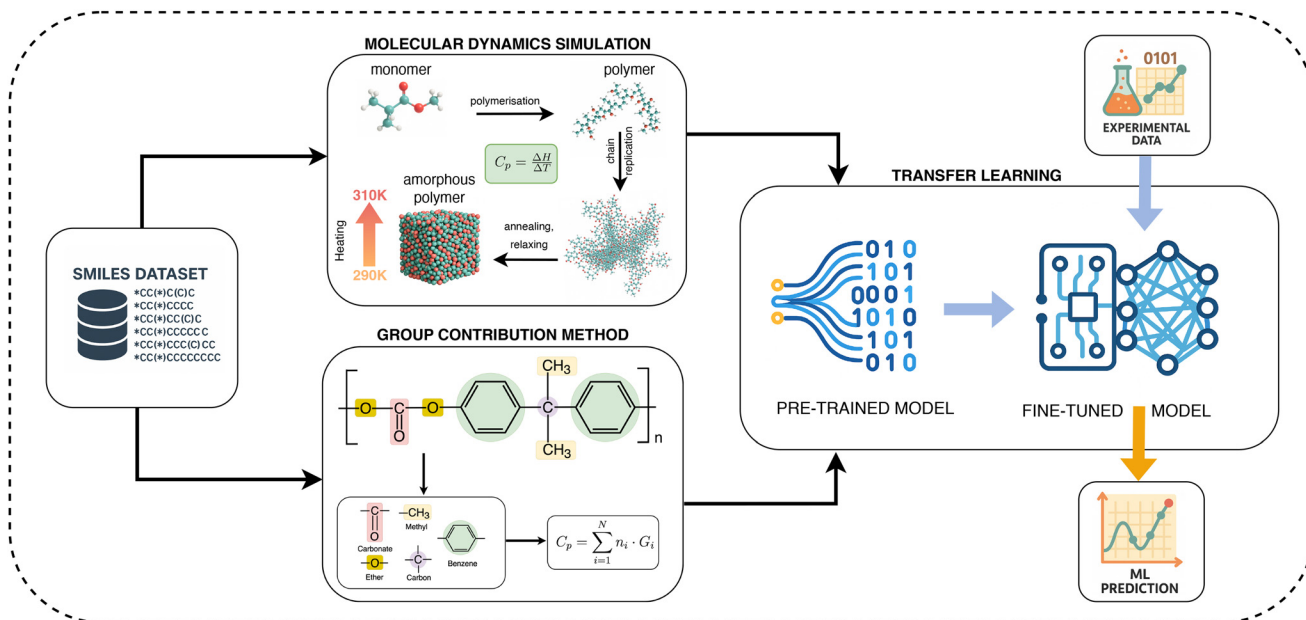 MOLECULAR DYNAMICS SIMULATION
monomer
polymerisation
polymer
chain
replication
C_p = ΔH/ΔT
310K
Heating
290K
amorphous
polymer
annealing,
relaxing
SMILES DATASET
*CC(*)C(C)C
*CC(*)CCCC
*CC(*)CC(C)C
*CC(*)CCCCCC
*CC(*)CCC(C)CC
*CC(*)CCCCCCCC
GROUP CONTRIBUTION METHOD
CH₃
O C O C
O
CH₃
n
C
O
Carbonate
CH₃
Methyl
O
Ether
C
Carbon
Benzene
C_p = ∑_{i=1}^{N} n_i · G_i
0101
EXPERIMENTAL
DATA
TRANSFER LEARNING
010
101
0001
1010
101
010
PRE-TRAINED MODEL
FINE-TUNED MODEL
ML
PREDICTION